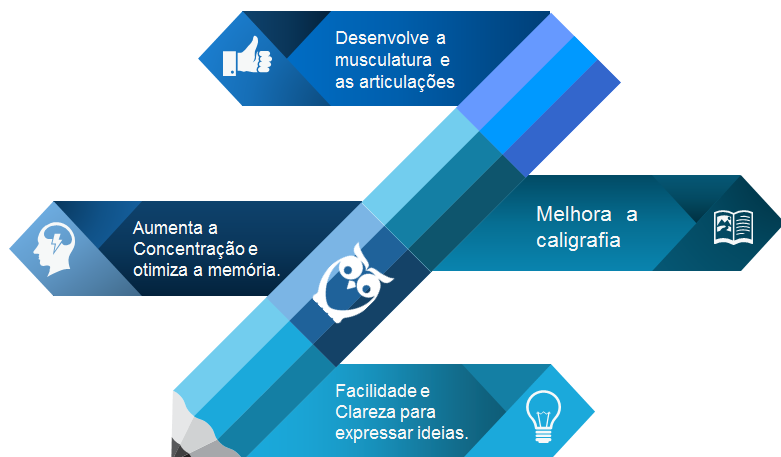 Desenvolve a
musculatura e
as articulações
Melhora a
caligrafia
Aumenta a
Concentração e
otimiza a memória.
Facilidade e
Clareza para
expressar ideias.